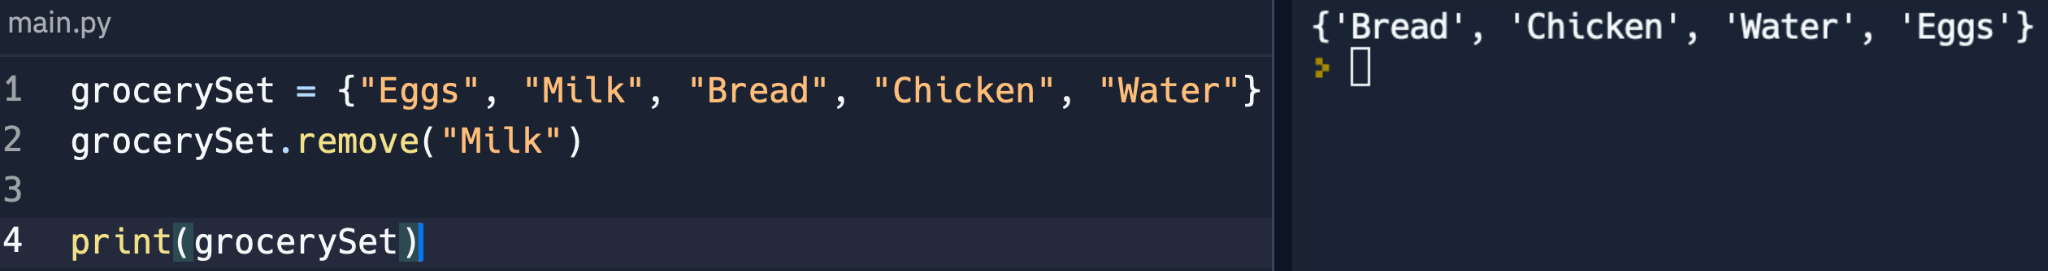 main.py
1 grocerySet = {"Eggs", "Milk", "Bread", "Chicken", "Water"}
2 grocerySet.remove("Milk")
3
4 print(grocerySet)
{'Bread', 'Chicken', 'Water', 'Eggs'}